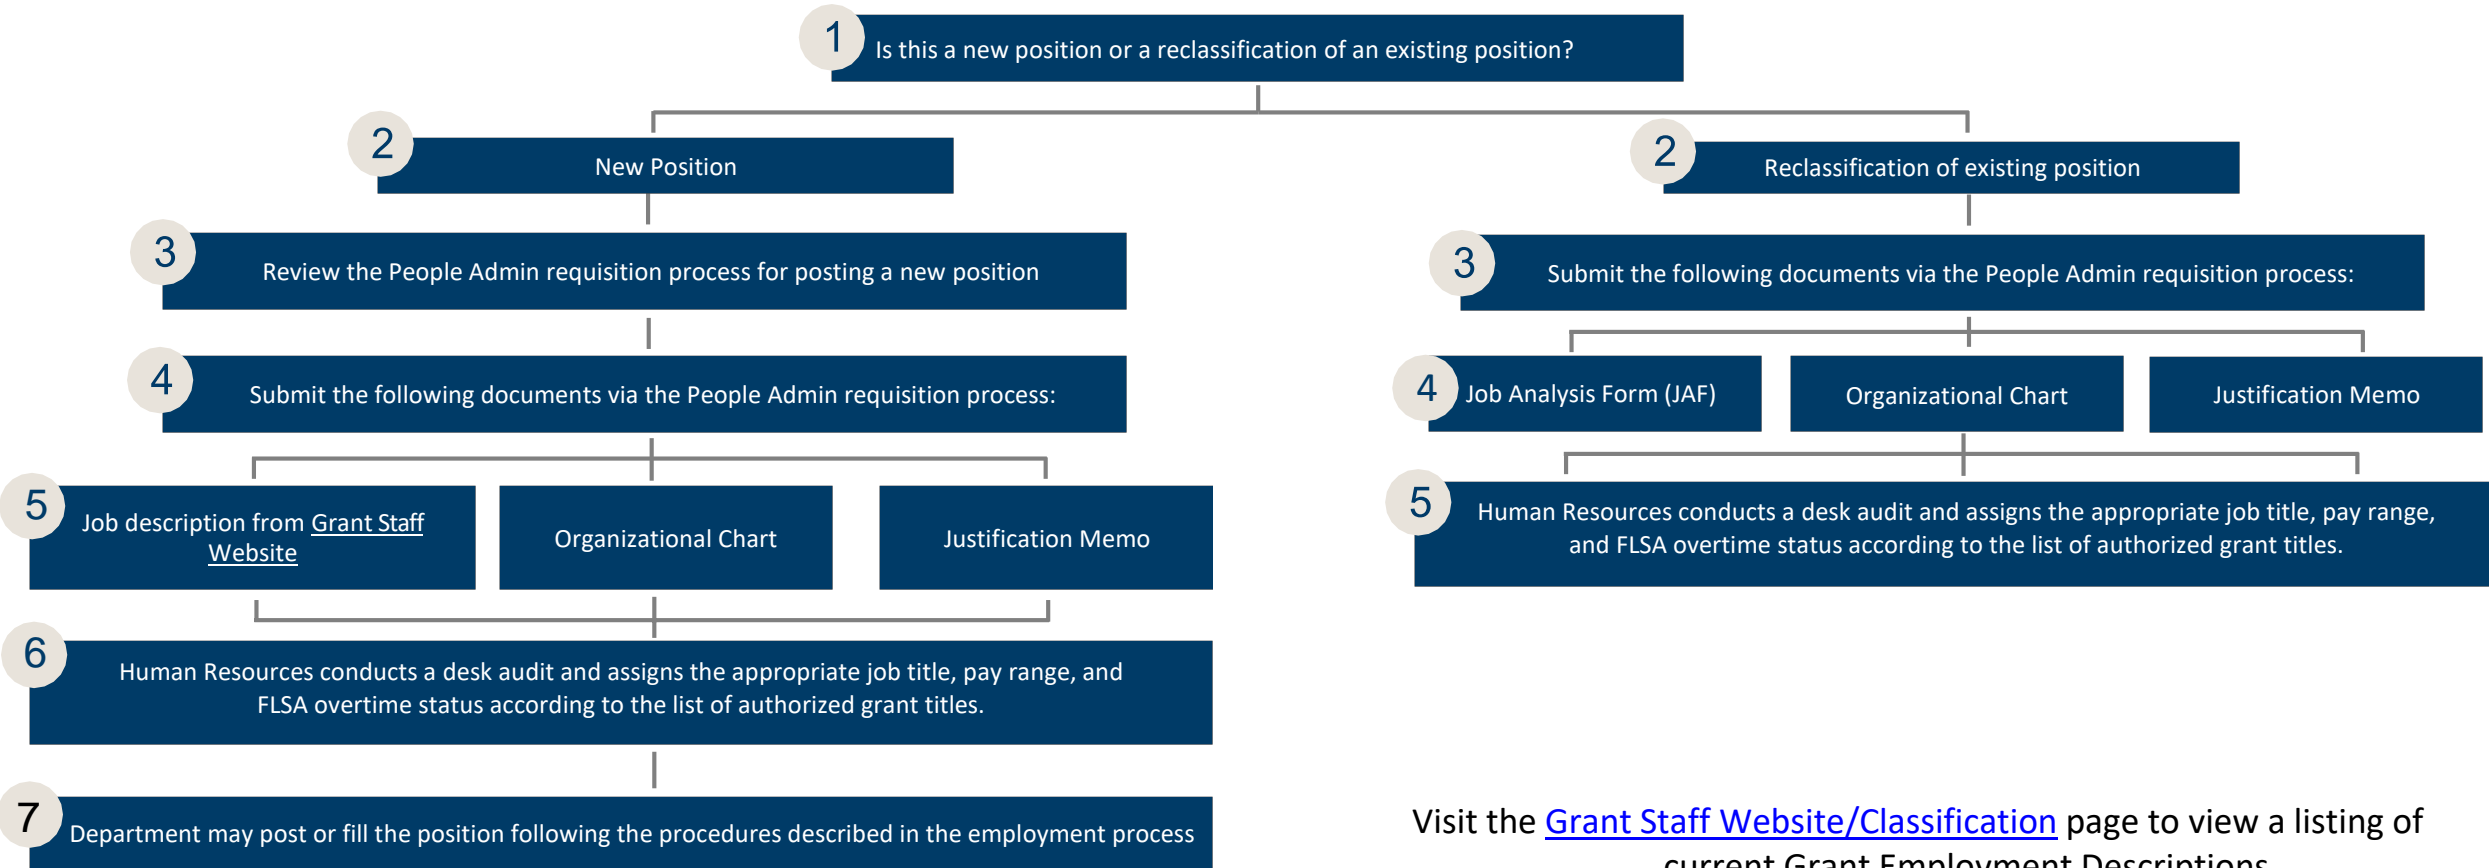 1
Is this a new position or a reclassification of an existing position?
2
New Position
2
Reclassification of existing position
3
Review the People Admin requisition process for posting a new position
3
Submit the following documents via the People Admin requisition process:
4
Submit the following documents via the People Admin requisition process:
4
Job Analysis Form (JAF)
Organizational Chart
Justification Memo
5
Job description from Grant Staff
Website
Organizational Chart
Justification Memo
5
Human Resources conducts a desk audit and assigns the appropriate job title, pay range,
and FLSA overtime status according to the list of authorized grant titles.
6
Human Resources conducts a desk audit and assigns the appropriate job title, pay range, and
FLSA overtime status according to the list of authorized grant titles.
7
Department may post or fill the position following the procedures described in the employment process
Visit the Grant Staff Website/Classification page to view a listing of
current Grant Employment Descriptions